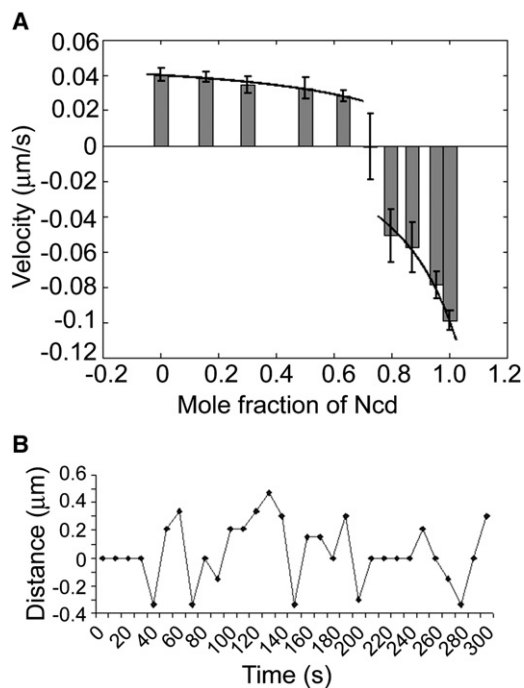 A
0.06
0.04
0.02
0
-0.02
-0.04
-0.06
-0.08
-0.1
-0.12
Velocity (μm/s)
-0.2 0 0.2 0.4 0.6 0.8 1.0 1.2
Mole fraction of Ncd
B
0.6
0.4
0.2
0
-0.2
-0.4
Distance (μm)
0 20 40 60 80 100 120 140 160 180 200 220 240 260 280 300
Time (s)